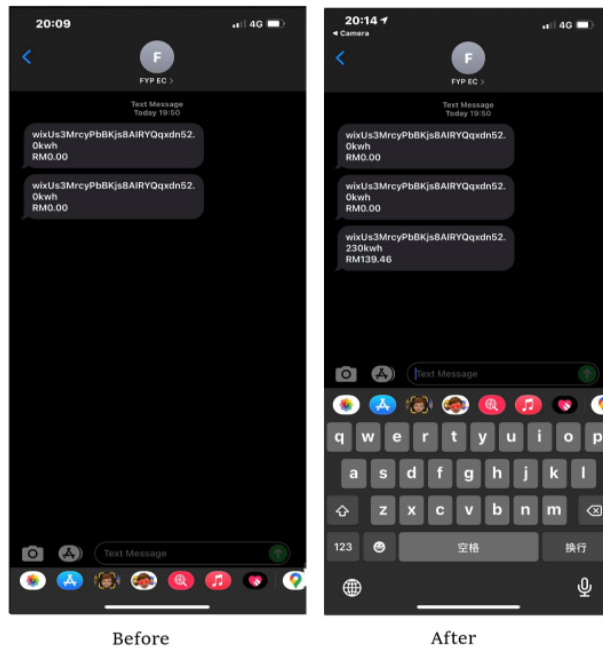 20:09
4G
F
FYP EC >
Text Message
Today 19:50
wixUs3MrcyPbBKjs8AIRYQqxdn52.
0kwh
RM0.00
wixUs3MrcyPbBKjs8AIRYQqxdn52.
0kwh
RM0.00
Text Message
Before
20:14
◂ Camera
4G
F
FYP EC >
Text Message
Today 19:50
wixUs3MrcyPbBKjs8AIRYQqxdn52.
0kwh
RM0.00
wixUs3MrcyPbBKjs8AIRYQqxdn52.
0kwh
RM0.00
wixUs3MrcyPbBKjs8AIRYQqxdn52.
230kwh
RM139.46
Text Message
q w e r t y u i o p
a s d f g h j k l
z x c v b n m
123 空格 换行
After